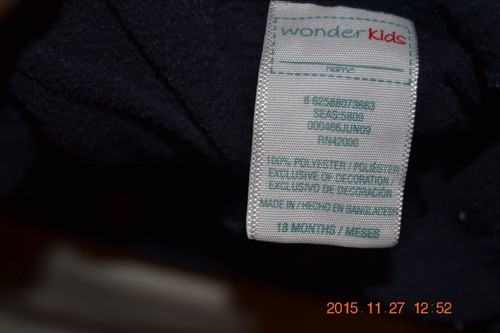 wonderkids
name
6 62588073663
SEAS:5809
000466JUN09
RN42000
100% POLYESTER / POLIÉSTER
EXCLUSIVE OF DECORATION
EXCLUSIVO DE DECORACIÓN
MADE IN / HECHO EN BANGLADESH
18 MONTHS / MESES
2015.11.27 12:52